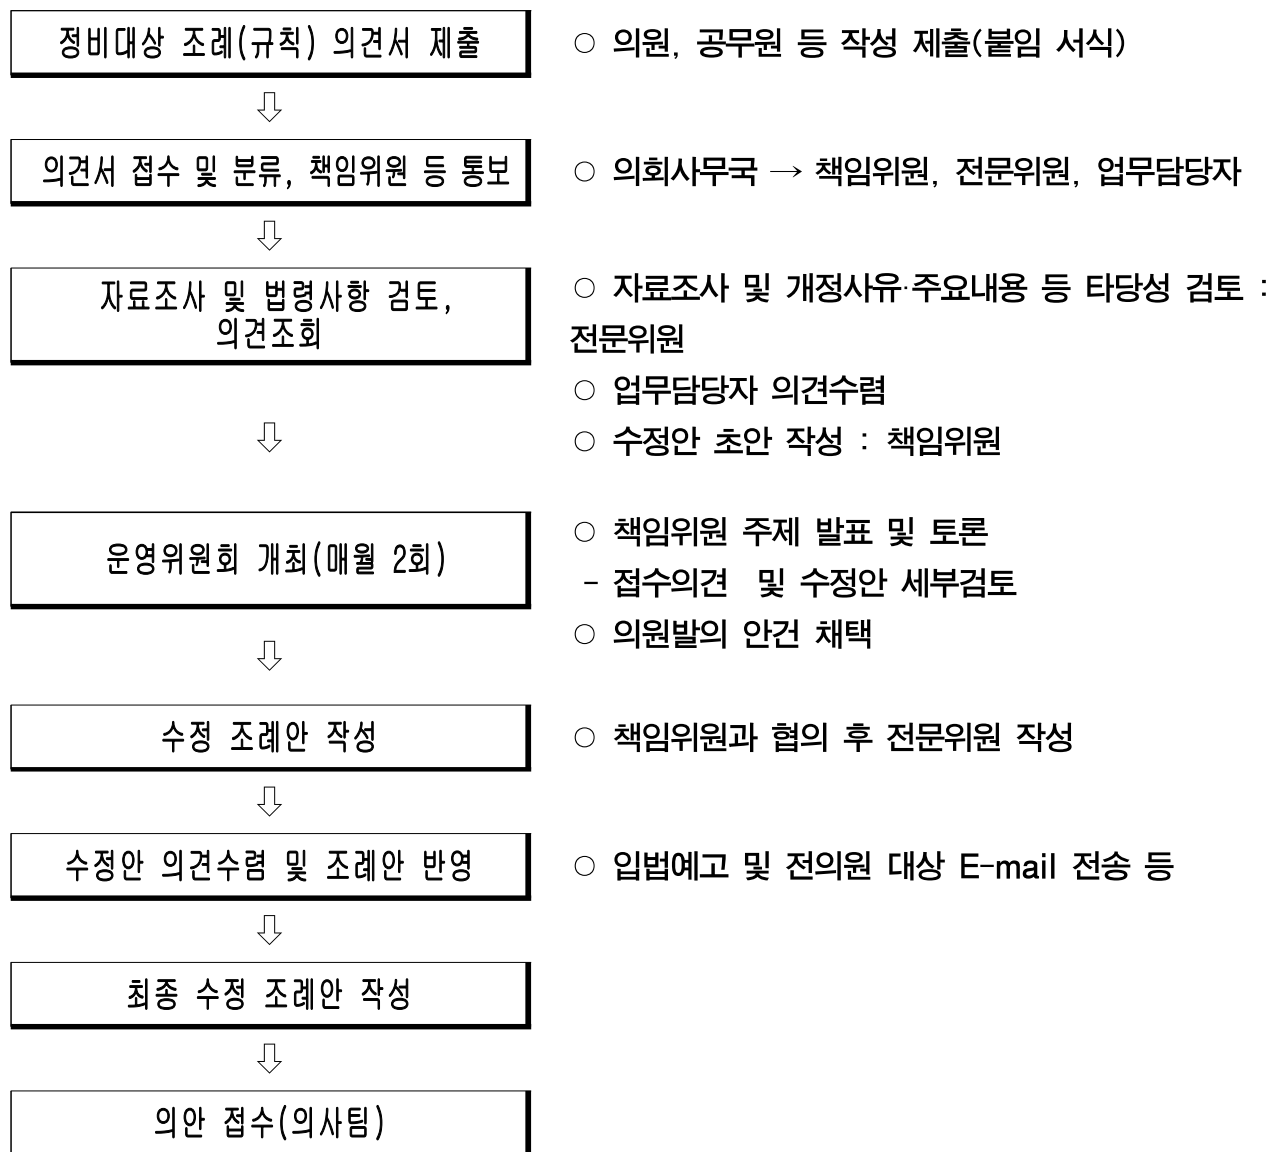 정비대상 조례(규칙) 의견서 제출
○ 의원, 공무원 등 작성 제출(붙임 서식)
⇩
의견서 접수 및 분류, 책임위원 등 통보
○ 의회사무국 → 책임위원, 전문위원, 업무담당자
⇩
자료조사 및 법령사항 검토,
의견조회
○ 자료조사 및 개정사유·주요내용 등 타당성 검토 :
전문위원
○ 업무담당자 의견수렴
○ 수정안 초안 작성 : 책임위원
⇩
운영위원회 개최(매월 2회)
○ 책임위원 주제 발표 및 토론
- 접수의견 및 수정안 세부검토
○ 의원발의 안건 채택
⇩
수정 조례안 작성
○ 책임위원과 협의 후 전문위원 작성
⇩
수정안 의견수렴 및 조례안 반영
○ 입법예고 및 전의원 대상 E-mail 전송 등
⇩
최종 수정 조례안 작성
⇩
의안 접수(의사팀)